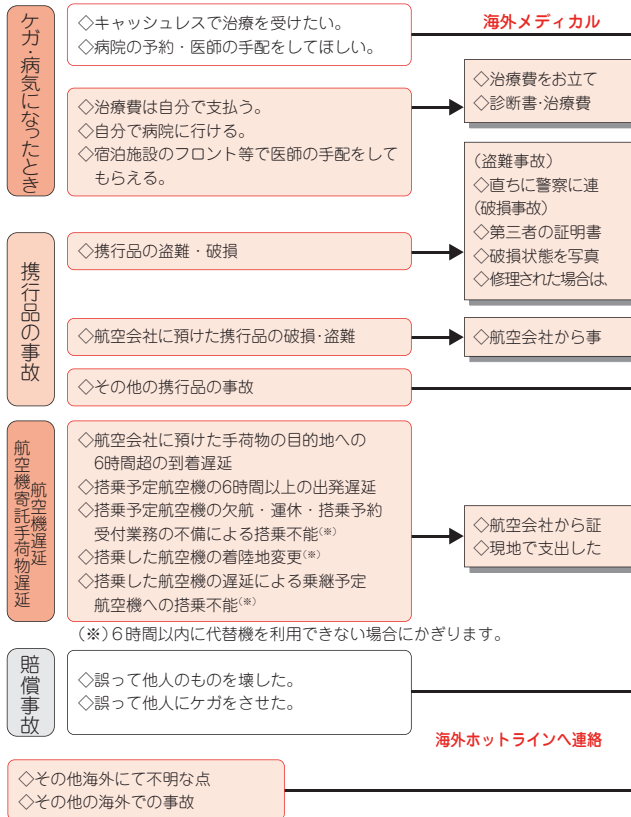 ケガ・病気になったとき
◇キャッシュレスで治療を受けたい。
◇病院の予約・医師の手配をしてほしい。
海外メディカル
◇治療費は自分で支払う。
◇自分で病院に行ける。
◇宿泊施設のフロント等で医師の手配をして
もらえる。
◇治療費をお立て
◇診断書・治療費
携行品の事故
◇携行品の盗難・破損
(盗難事故)
◇直ちに警察に連
(破損事故)
◇第三者の証明書
◇破損状態を写真
◇修理された場合は、
◇航空会社に預けた携行品の破損・盗難
◇航空会社から事
◇その他の携行品の事故
航空機遅延
航空機寄託手荷物遅延
◇航空会社に預けた手荷物の目的地への
6時間超の到着遅延
◇搭乗予定航空機の6時間以上の出発遅延
◇搭乗予定航空機の欠航・運休・搭乗予約
受付業務の不備による搭乗不能(※)
◇搭乗した航空機の着陸地変更(※)
◇搭乗した航空機の遅延による乗継予定
航空機への搭乗不能(※)
◇航空会社から証
◇現地で支出した
(※)6時間以内に代替機を利用できない場合にかぎります。
賠償事故
◇誤って他人のものを壊した。
◇誤って他人にケガをさせた。
海外ホットラインへ連絡
◇その他海外にて不明な点
◇その他の海外での事故